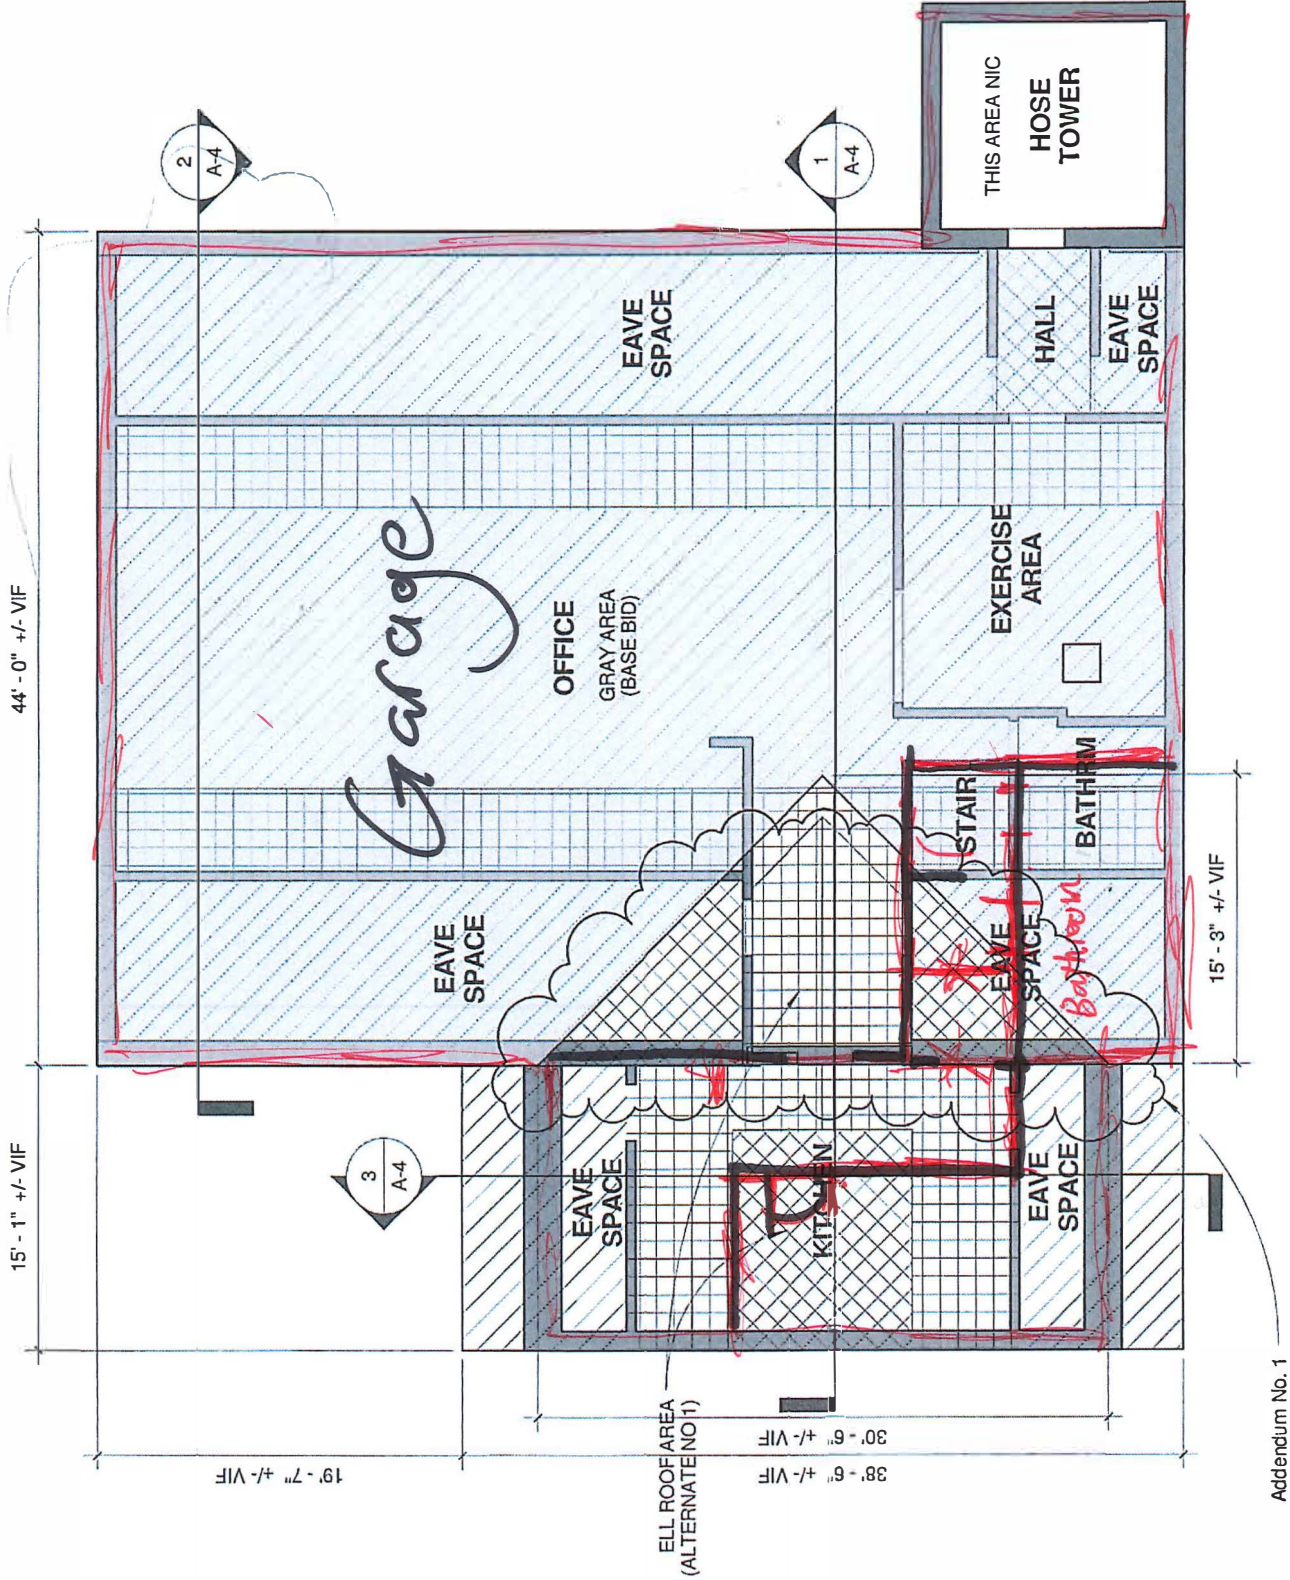 15' - 1" +/- VIF
44' - 0" +/- VIF
3
A-4
2
A-4
19' - 7" +/- VIF
EAVE
SPACE
Garage
OFFICE
GRAY AREA
(BASE BID)
EAVE
SPACE
EAVE
SPACE
ELL ROOF AREA
(ALTERNATE NO 1)
38' - 6" +/- VIF
30' - 6" +/- VIF
KITCHEN
1
A-4
STAIR
EXERCISE
AREA
HALL
THIS AREA NIC
HOSE
TOWER
EAVE
SPACE
EAVE
SPACE
Bathroom
BATHRM
EAVE
SPACE
15' - 3" +/- VIF
Addendum No. 1